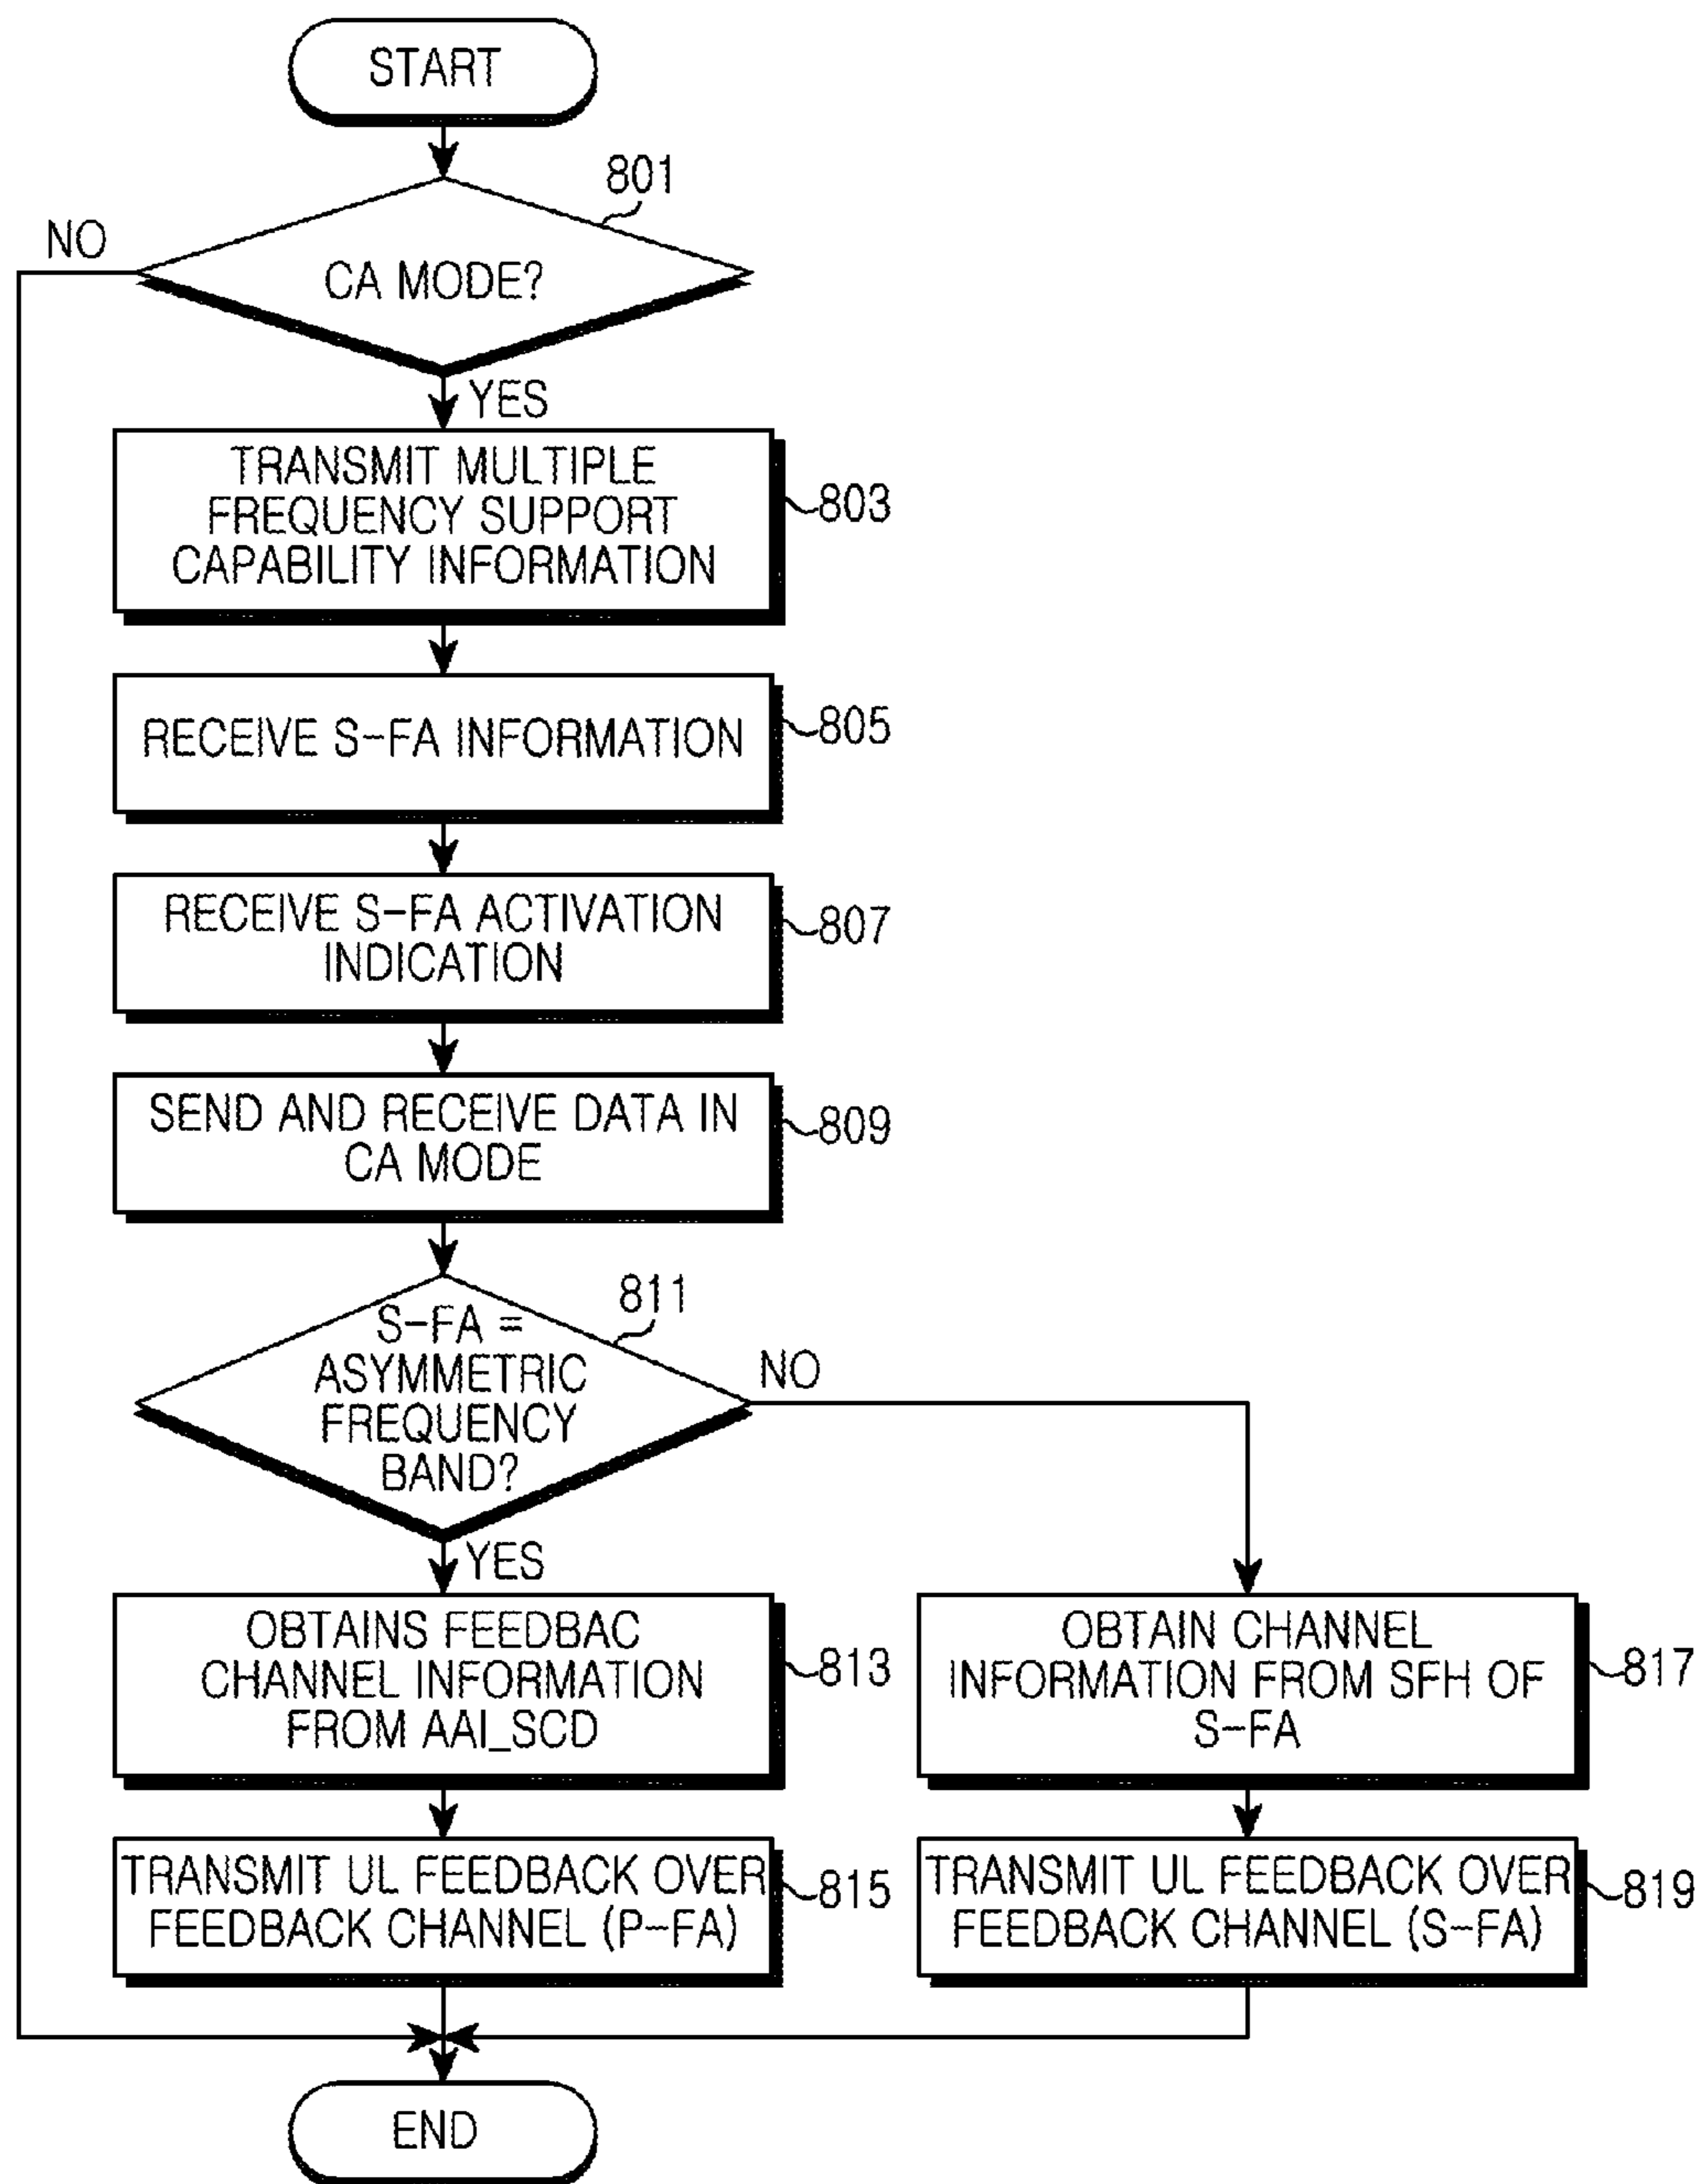 START
801
NO
CA MODE?
YES
TRANSMIT MULTIPLE
FREQUENCY SUPPORT
CAPABILITY INFORMATION
803
RECEIVE S-FA INFORMATION
805
RECEIVE S-FA ACTIVATION
INDICATION
807
SEND AND RECEIVE DATA IN
CA MODE
809
811
S-FA =
ASYMMETRIC
FREQUENCY
BAND?
NO
YES
OBTAINS FEEDBAC
CHANNEL INFORMATION
FROM AAI_SCD
813
OBTAIN CHANNEL
INFORMATION FROM SFH OF
S-FA
817
TRANSMIT UL FEEDBACK OVER
FEEDBACK CHANNEL (P-FA)
815
TRANSMIT UL FEEDBACK OVER
FEEDBACK CHANNEL (S-FA)
819
END